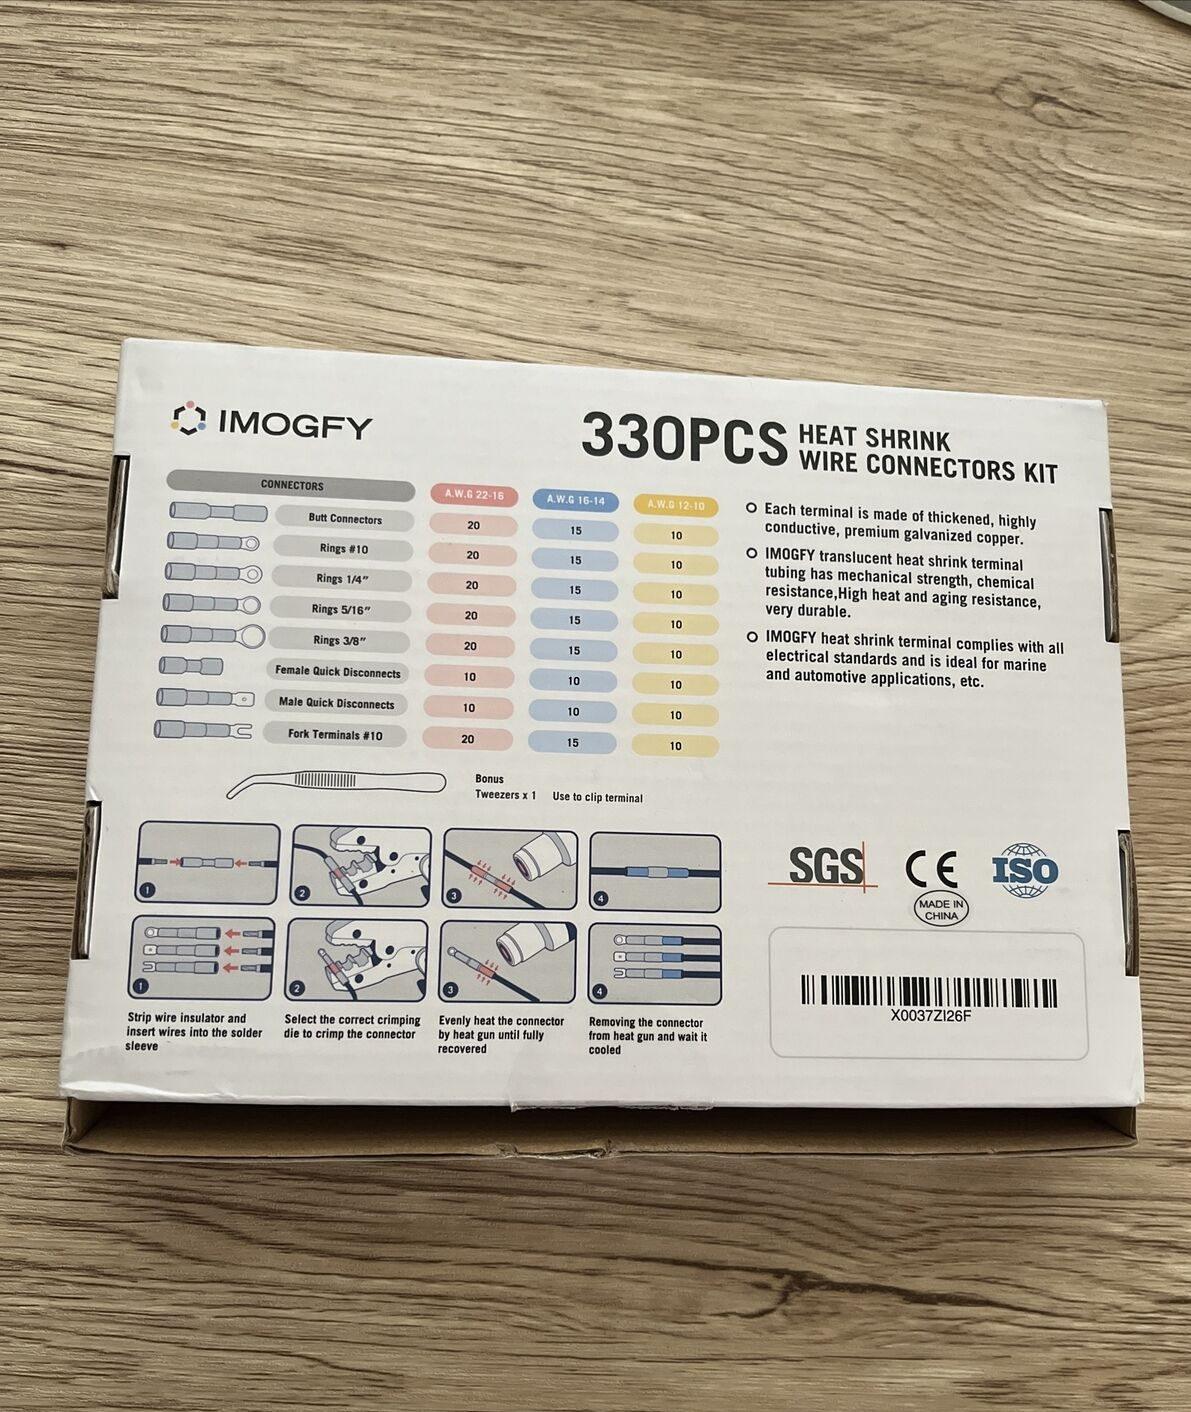 IMOGFY
330PCS HEAT SHRINK
WIRE CONNECTORS KIT
CONNECTORS A.W.G 22-16 A.W.G 16-14 A.W.G 12-10
Butt Connectors 20 15 10
Rings #10 20 15 10
Rings 1/4″ 20 15 10
Rings 5/16″ 20 15 10
Rings 3/8″ 20 15 10
Female Quick Disconnects 10 10 10
Male Quick Disconnects 10 10 10
Fork Terminals #10 20 15 10
Bonus
Tweezers x 1 Use to clip terminal
Each terminal is made of thickened, highly
conductive, premium galvanized copper.
IMOGFY translucent heat shrink terminal
tubing has mechanical strength, chemical
resistance,High heat and aging resistance,
very durable.
IMOGFY heat shrink terminal complies with all
electrical standards and is ideal for marine
and automotive applications, etc.
1 2 3 4
1 2 3 4
Strip wire insulator and
insert wires into the solder
sleeve
Select the correct crimping
die to crimp the connector
Evenly heat the connector
by heat gun until fully
recovered
Removing the connector
from heat gun and wait it
cooled
SGS CE ISO
MADE IN
CHINA
X0037ZI26F